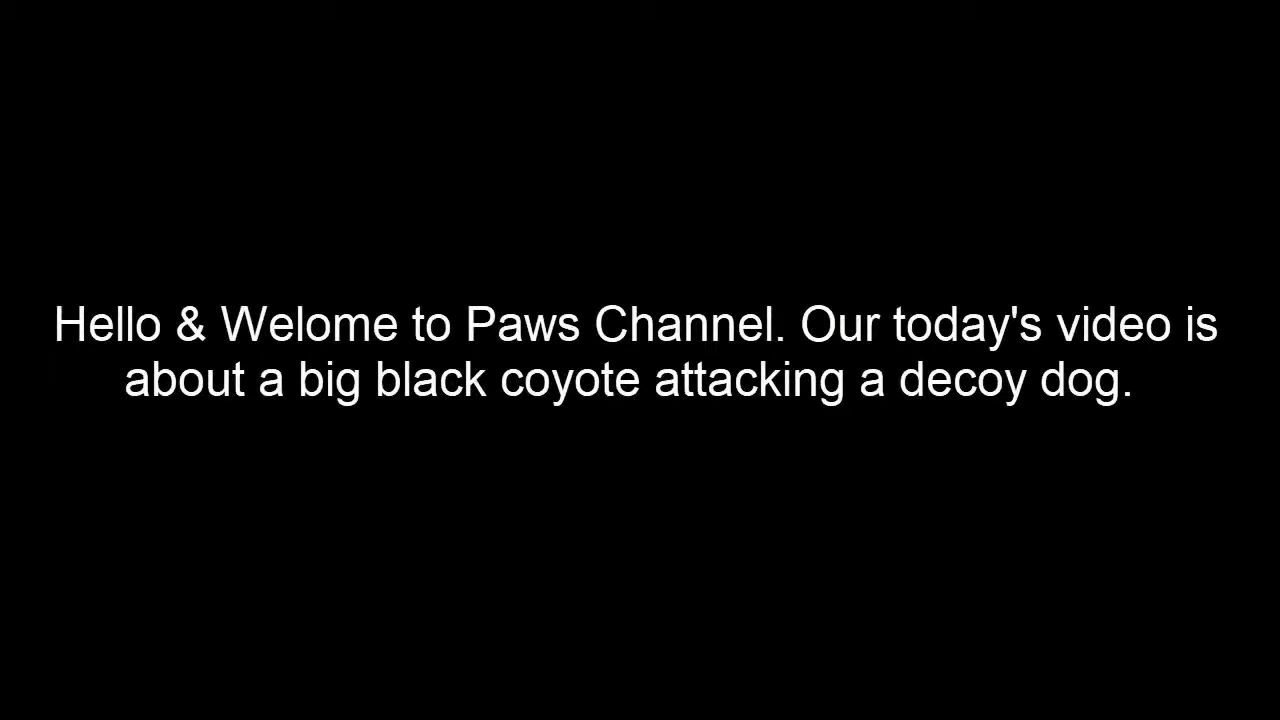 Hello & Welome to Paws Channel. Our today's video is
about a big black coyote attacking a decoy dog.